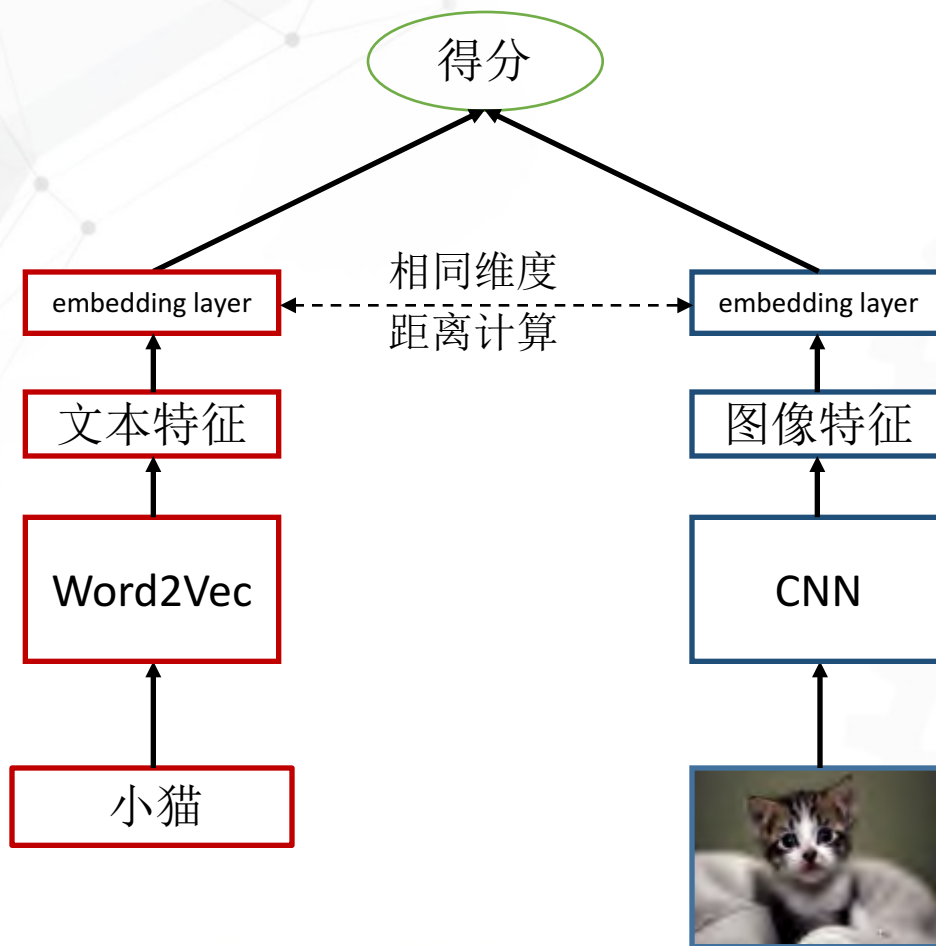 得分
相同维度
embedding layer
embedding layer
距离计算
文本特征
图像特征
Word2Vec
CNN
小猫